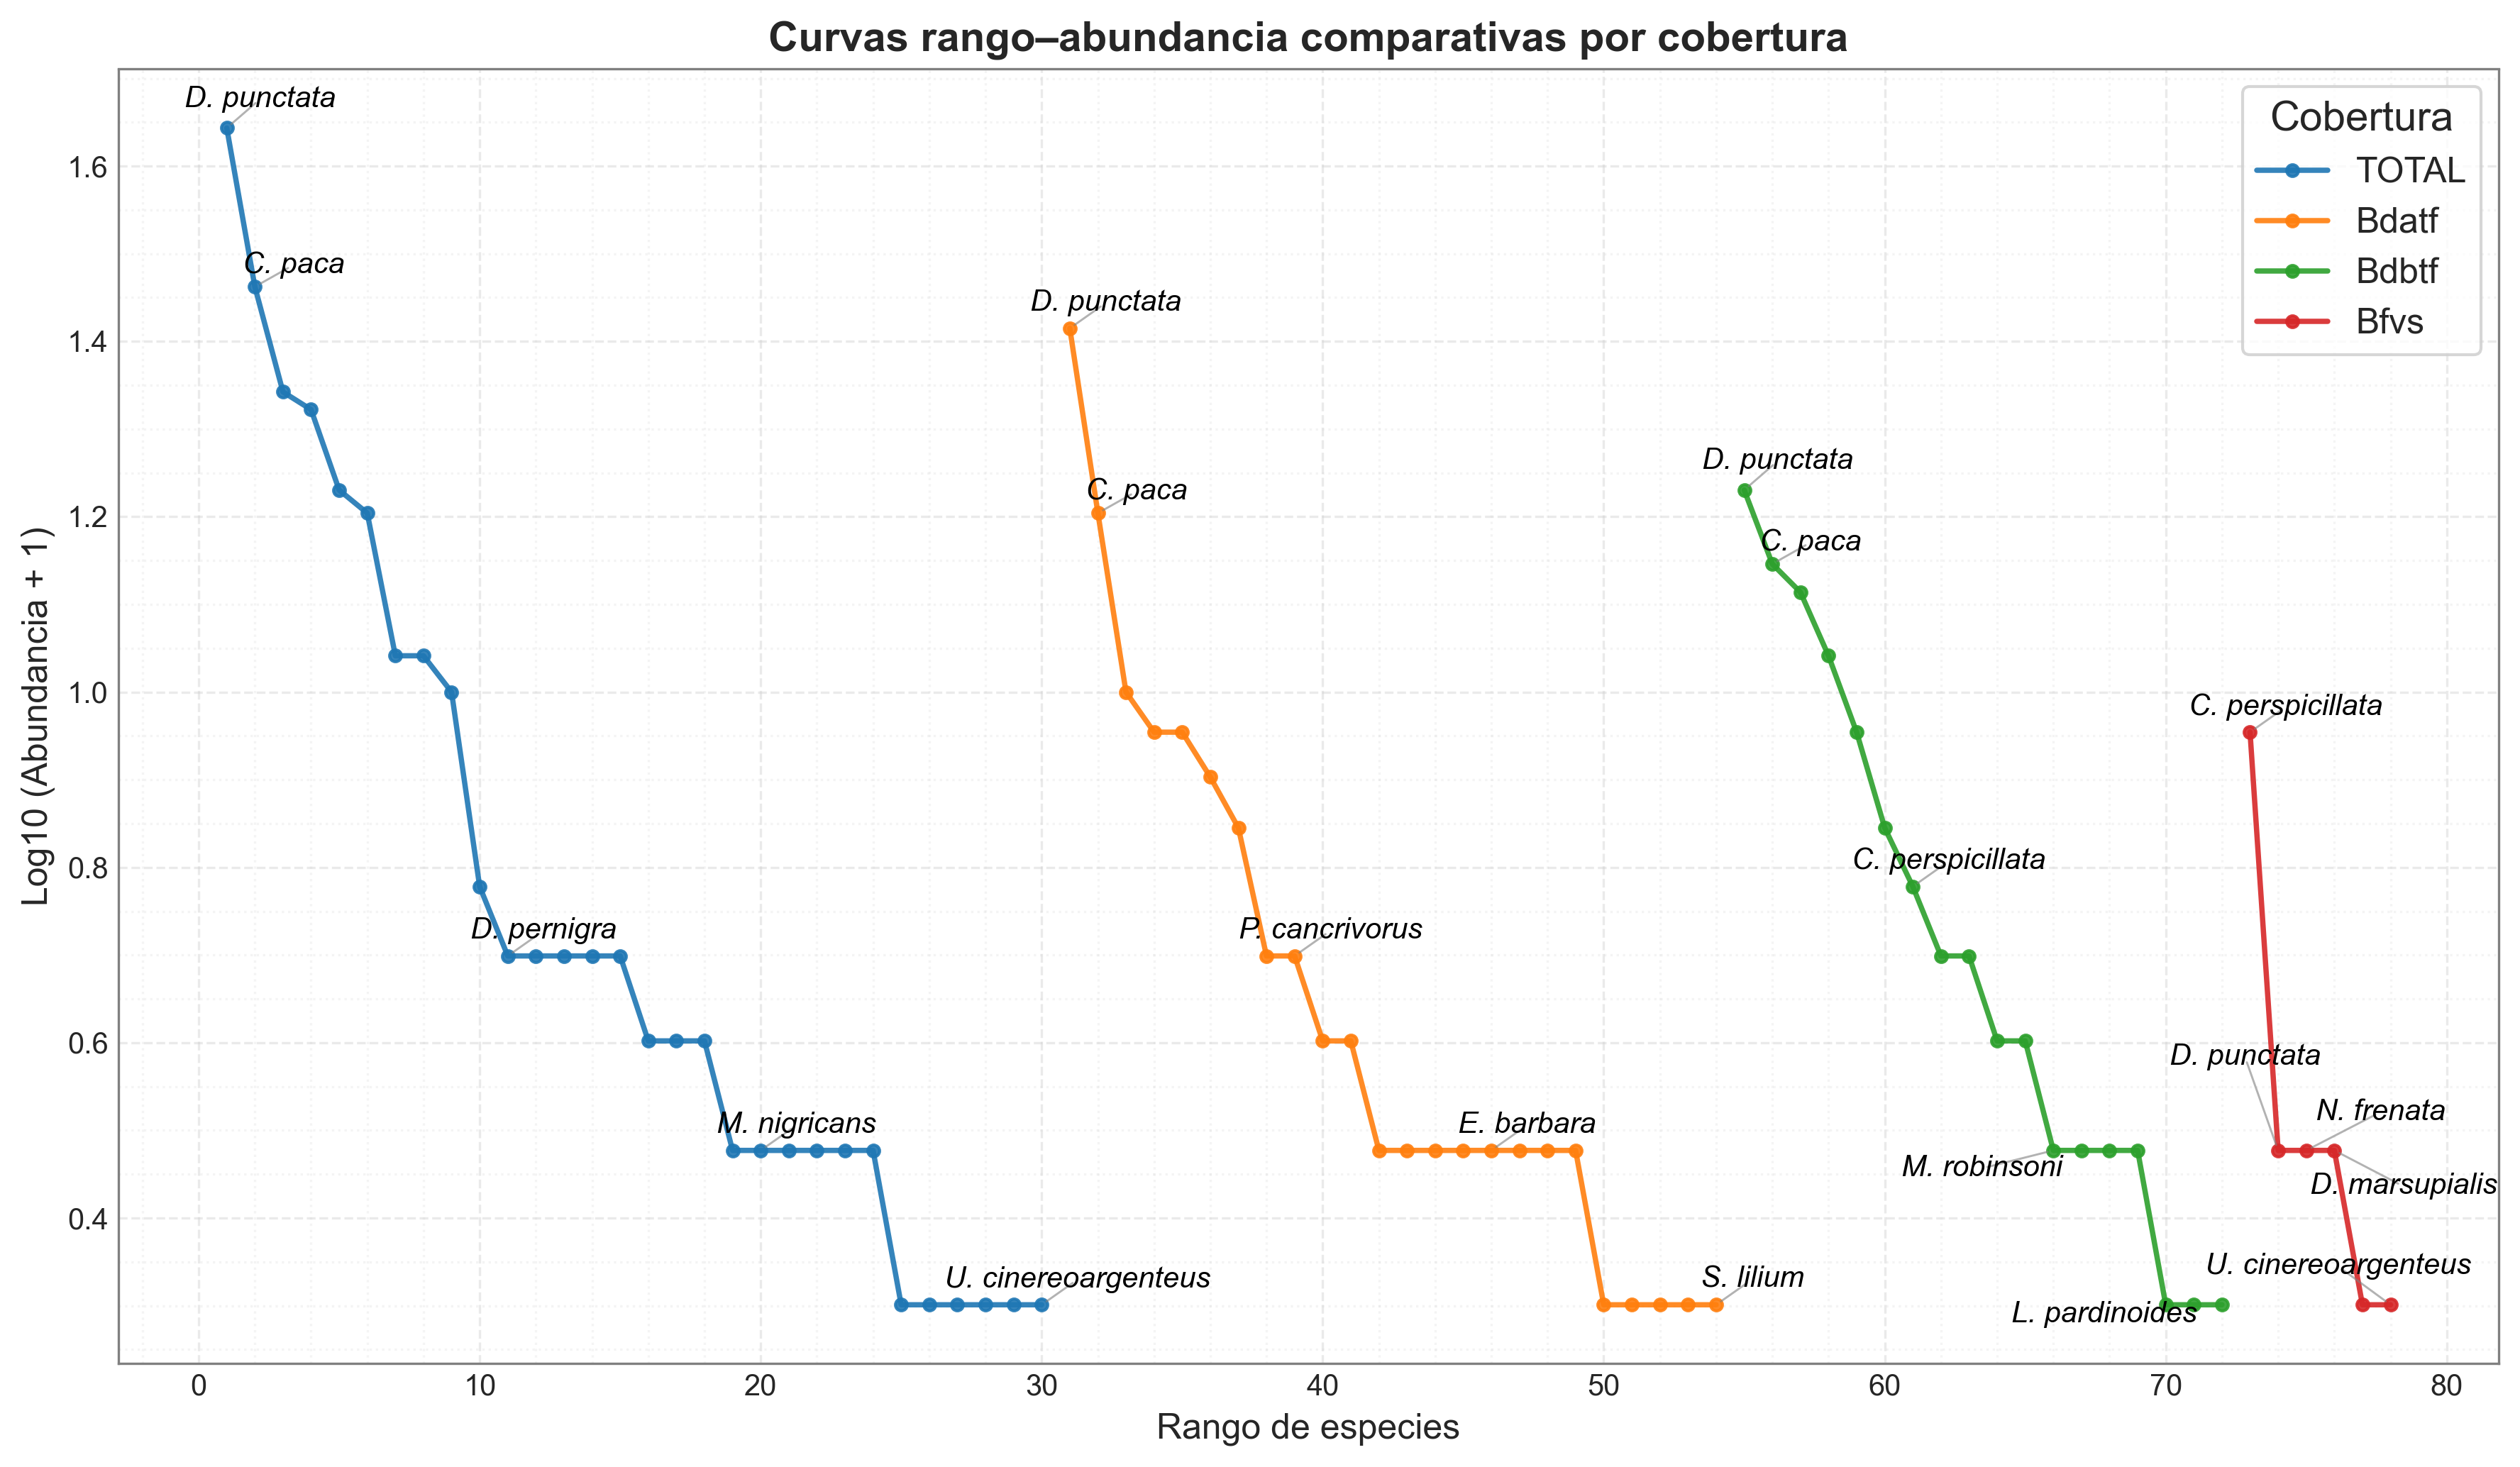 Curvas rango–abundancia comparativas por cobertura
D. punctata
C. paca
D. pernigra
M. nigricans
U. cinereoargenteus
D. punctata
C. paca
P. cancrivorus
E. barbara
S. lilium
D. punctata
C. paca
C. perspicillata
M. robinsoni
L. pardinoides
C. perspicillata
D. punctata
N. frenata
D. marsupialis
U. cinereoargenteus
Cobertura
TOTAL
Bdatf
Bdbtf
Bfvs
Log10 (Abundancia + 1)
1.6
1.4
1.2
1.0
0.8
0.6
0.4
0 10 20 30 40 50 60 70 80
Rango de especies